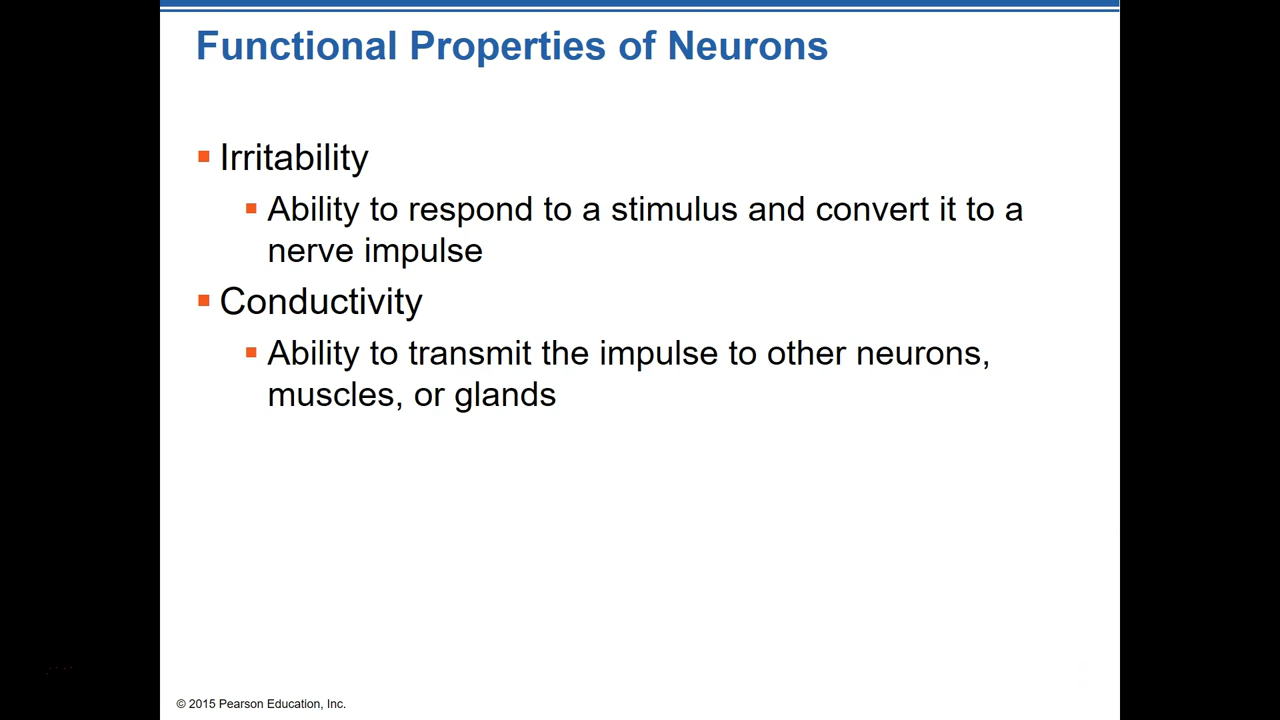 Functional Properties of Neurons
Irritability
Ability to respond to a stimulus and convert it to a
nerve impulse
Conductivity
Ability to transmit the impulse to other neurons,
muscles, or glands
© 2015 Pearson Education, Inc.